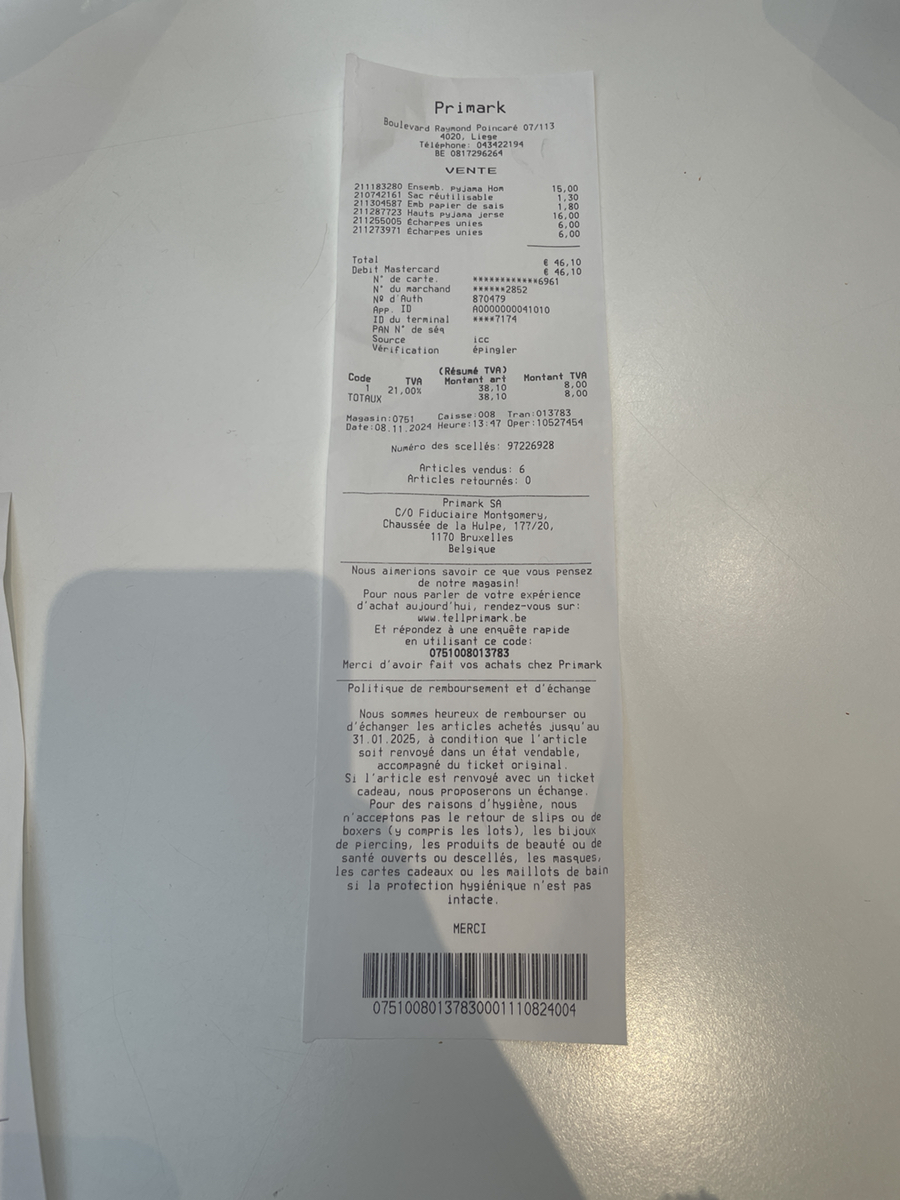 Primark
Boulevard Raymond Poincaré 07/113
4020, Liege
Téléphone: 043422194
BE 0817296264
VENTE
211183280 Ensemb. pyjama Hom 15,00
210742161 Sac réutilisable 1,30
211304587 Emb papier de sais 1,80
211287723 Hauts pyjama jerse 16,00
211255005 Écharpes unies 6,00
211273971 Écharpes unies 6,00
Total € 46,10
Debit Mastercard € 46,10
N° de carte. ************6961
N° du marchand ******2852
Nº d'Auth 870479
App. ID A0000000041010
ID du terminal ****7174
PAN N° de séq
Source icc
Vérification épingler
(Résumé TVA)
Code TVA Montant art Montant TVA
1 21,00% 38,10 8,00
TOTAUX 38,10 8,00
Magasin:0751 Caisse:008 Tran:013783
Date:08.11.2024 Heure:13:47 Oper:10527454
Numéro des scellés: 97226928
Articles vendus: 6
Articles retournés: 0
Primark SA
C/O Fiduciaire Montgomery,
Chaussée de la Hulpe, 177/20,
1170 Bruxelles
Belgique
Nous aimerions savoir ce que vous pensez
de notre magasin!
Pour nous parler de votre expérience
d'achat aujourd'hui, rendez-vous sur:
www.tellprimark.be
Et répondez à une enquête rapide
en utilisant ce code:
0751008013783
Merci d'avoir fait vos achats chez Primark
Politique de remboursement et d'échange
Nous sommes heureux de rembourser ou
d'échanger les articles achetés jusqu'au
31.01.2025, à condition que l'article
soit renvoyé dans un état vendable,
accompagné du ticket original.
Si l'article est renvoyé avec un ticket
cadeau, nous proposerons un échange.
Pour des raisons d'hygiène, nous
n'acceptons pas le retour de slips ou de
boxers (y compris les lots), les bijoux
de piercing, les produits de beauté ou de
santé ouverts ou descellés, les masques,
les cartes cadeaux ou les maillots de bain
si la protection hygiénique n'est pas
intacte.
MERCI
07510080137830001110824004